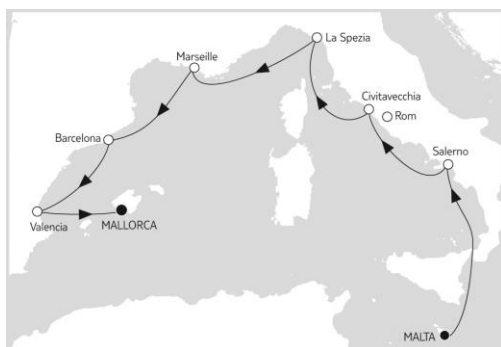 La Spezia
Marseille
Civitavecchia
Rom
Barcelona
Salerno
Valencia
MALLORCA
MALTA